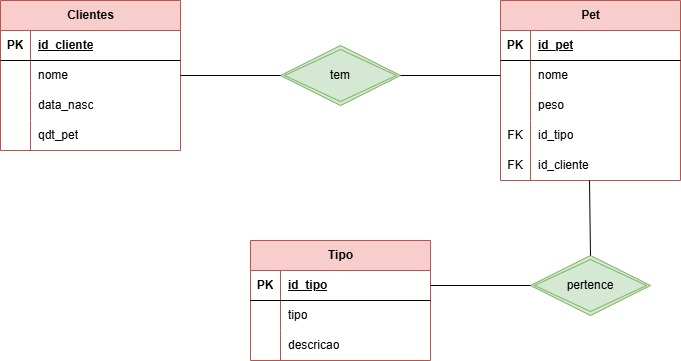 Clientes
PK id_cliente
nome
data_nasc
qdt_pet
tem
Pet
PK id_pet
nome
peso
FK id_tipo
FK id_cliente
Tipo
PK id_tipo
tipo
descricao
pertence